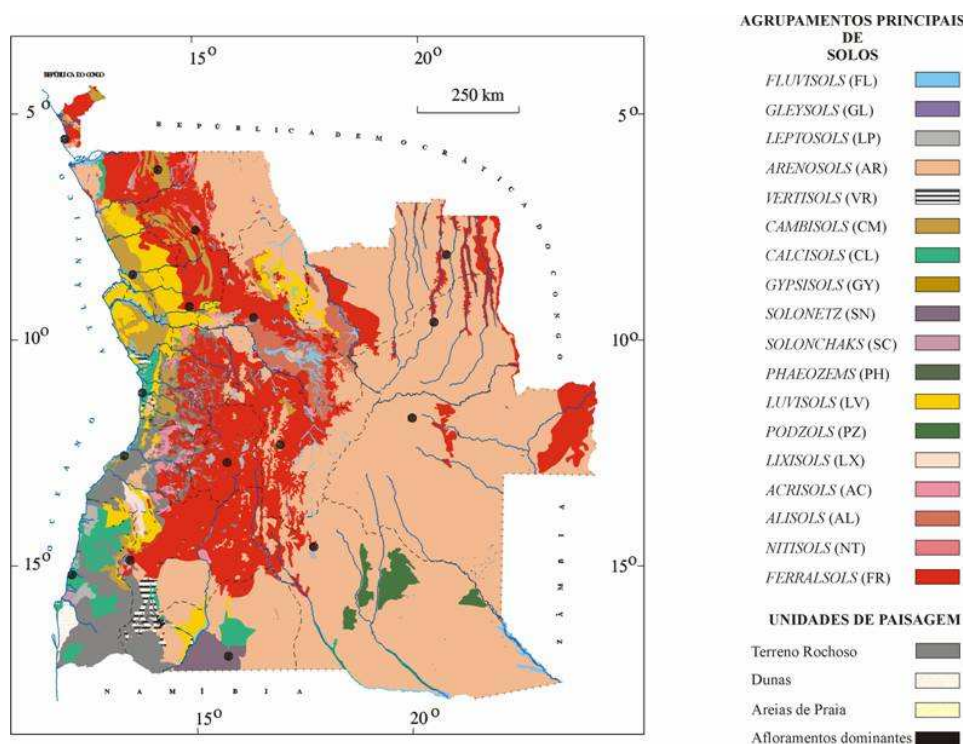 AGRUPAMENTOS PRINCIPAIS
DE
SOLOS
FLUVISOLS (FL)
GLEYSOLS (GL)
LEPTOSOLS (LP)
ARENOSOLS (AR)
VERTISOLS (VR)
CAMBISOLS (CM)
CALCISOLS (CL)
GYPSISOLS (GY)
SOLONETZ (SN)
SOLONCHAKS (SC)
PHAEOZEMS (PH)
LUVISOLS (LV)
PODZOLS (PZ)
LIXISOLS (LX)
ACRISOLS (AC)
ALISOLS (AL)
NITISOLS (NT)
FERRALSOLS (FR)
UNIDADES DE PAISAGEM
Terreno Rochoso
Dunas
Areias de Praia
Afloramentos dominantes
15°
20°
250 km
5°
5°
10°
10°
15°
15°
15°
20°
REPÚBLICA DO CONGO
REPÚBLICA DEMOCRÁTICA DO CONGO
OCEANO ATLÂNTICO
NAMÍBIA